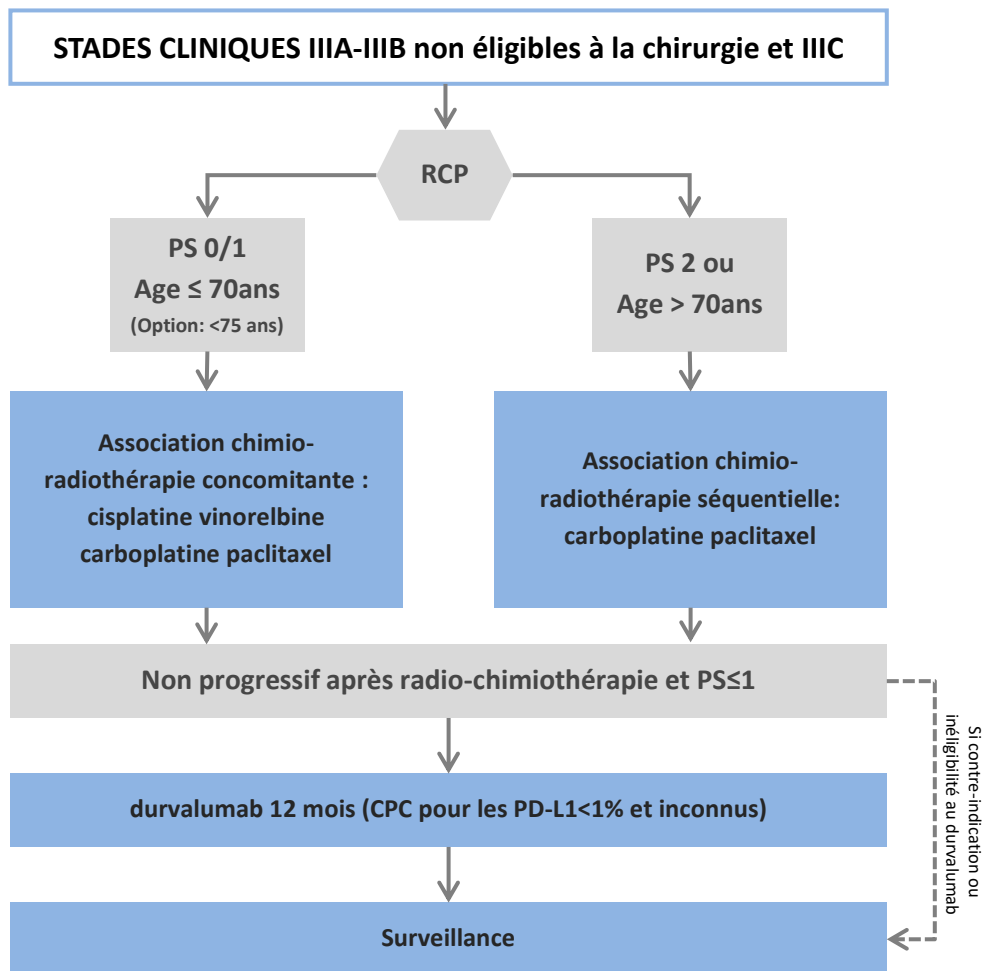 STADES CLINIQUES IIIA-IIIB non éligibles à la chirurgie et IIIC
RCP
PS 0/1
Age ≤ 70ans
(Option: <75 ans)
PS 2 ou
Age > 70ans
Association chimio-
radiothérapie concomitante :
cisplatine vinorelbine
carboplatine paclitaxel
Association chimio-
radiothérapie séquentielle:
carboplatine paclitaxel
Non progressif après radio-chimiothérapie et PS≤1
Si contre-indication ou
inéligibilité au durvalumab
durvalumab 12 mois (CPC pour les PD-L1<1% et inconnus)
Surveillance